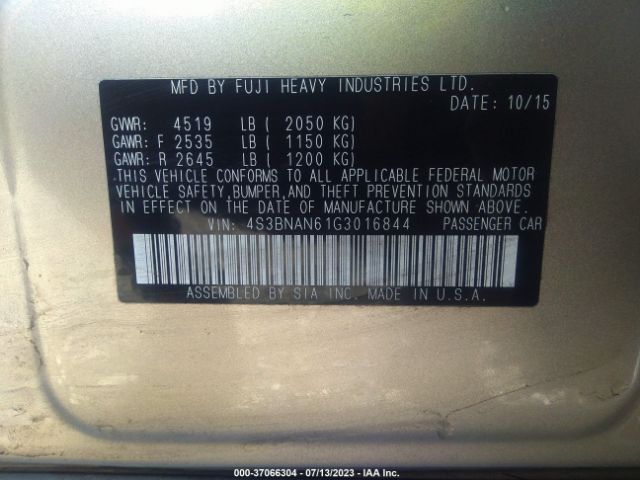 MFD BY FUJI HEAVY INDUSTRIES LTD.
DATE: 10/15
GVWR: 4519 LB ( 2050 KG)
GAWR: F 2535 LB ( 1150 KG)
GAWR: R 2645 LB ( 1200 KG)
THIS VEHICLE CONFORMS TO ALL APPLICABLE FEDERAL MOTOR
VEHICLE SAFETY, BUMPER, AND THEFT PREVENTION STANDARDS
IN EFFECT ON THE DATE OF MANUFACTURE SHOWN ABOVE.
VIN: 4S3BNAN61G3016844 PASSENGER CAR
ASSEMBLED BY SIA INC. MADE IN U.S.A.
000-37066304 - 07/13/2023 - IAA Inc.